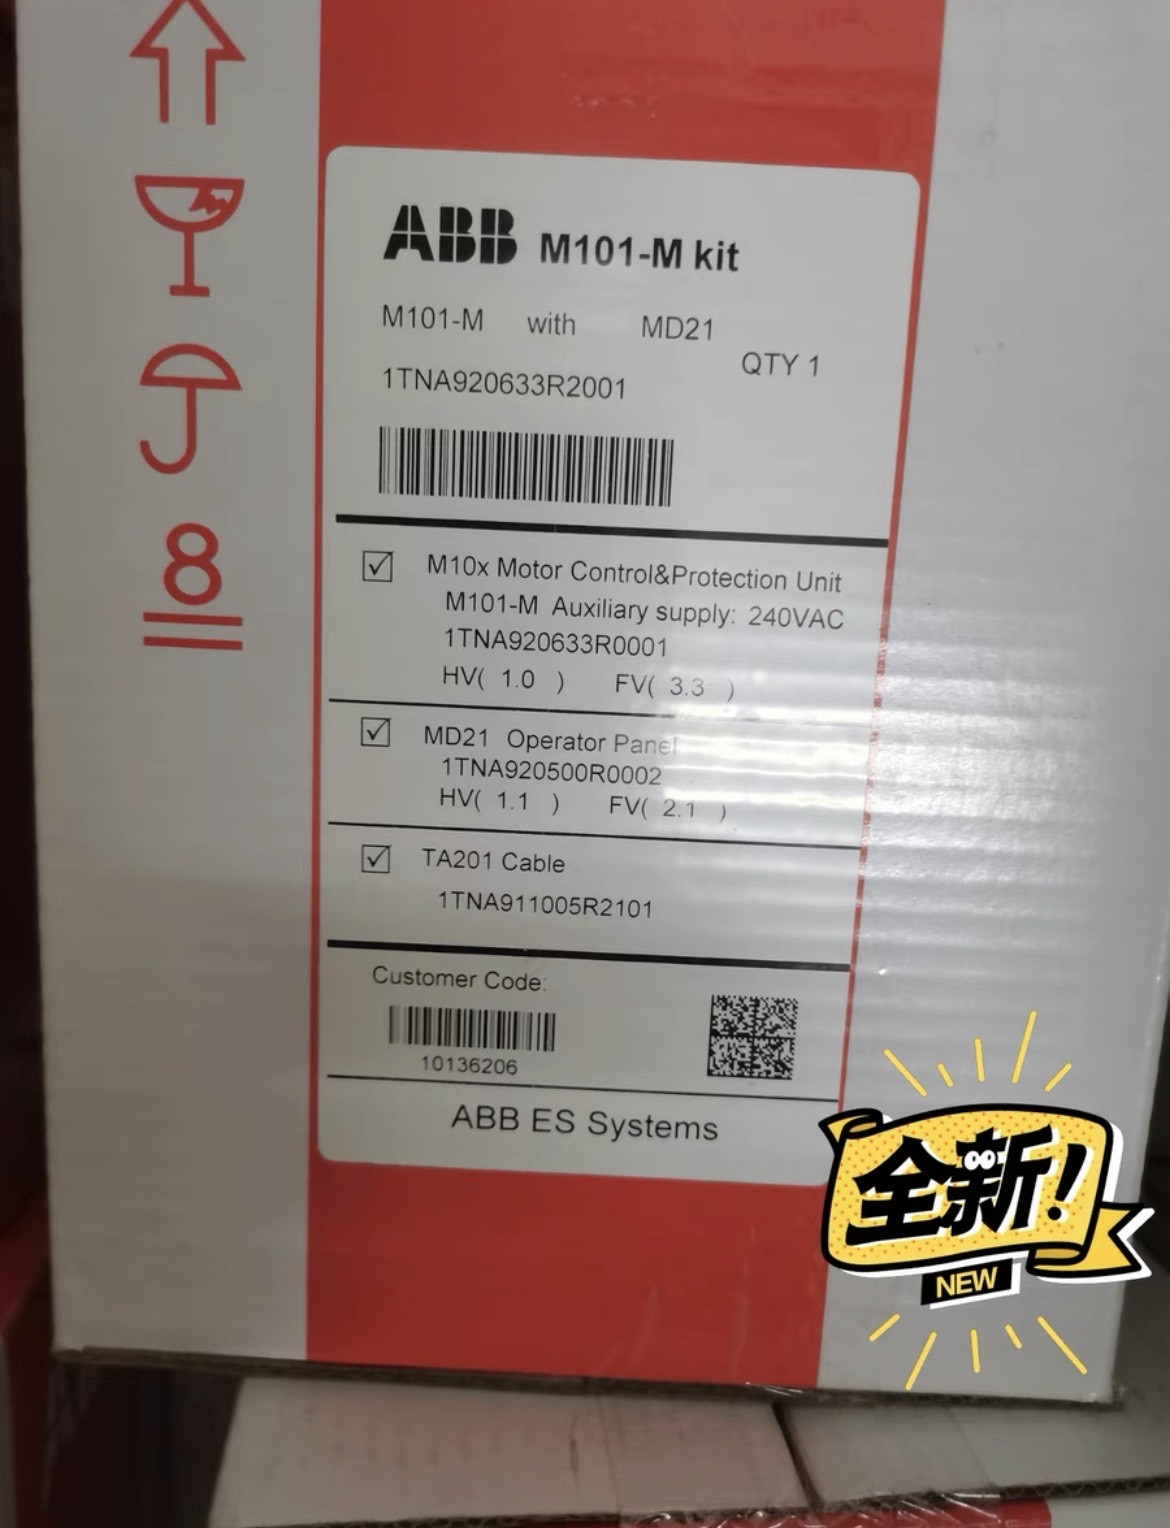 ABB M101-M kit
M101-M with MD21
QTY 1
1TNA920633R2001
8
☑ M10x Motor Control&Protection Unit
M101-M Auxiliary supply: 240VAC
1TNA920633R0001
HV( 1.0 ) FV( 3.3 )
☑ MD21 Operator Panel
1TNA920500R0002
HV( 1.1 ) FV( 2.1 )
☑ TA201 Cable
1TNA911005R2101
Customer Code:
10136206
ABB ES Systems
全新!
NEW